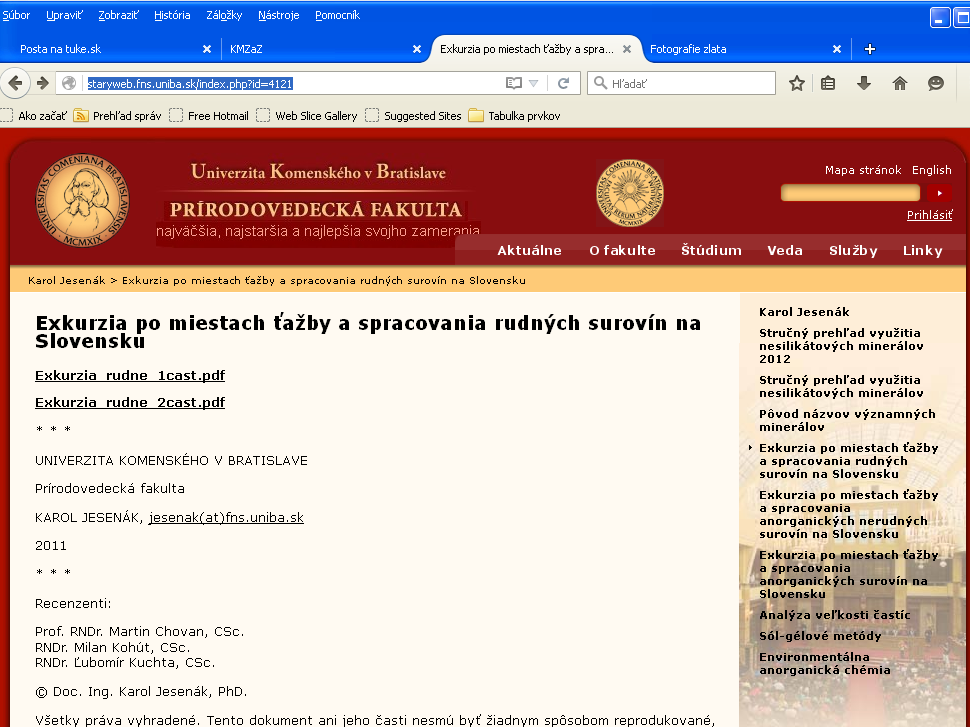 Súbor Upraviť Zobraziť História Záložky Nástroje Pomocník
Posta na tuke.sk × KMZaZ × Exkurzia po miestach ťažby a spra... × Fotografie zlata × +
staryweb.fns.uniba.sk/index.php?id=4121 Hľadať
Ako začať Prehľad správ Free Hotmail Web Slice Gallery Suggested Sites Tabulka prvkov
Univerzita Komenského v Bratislave
PRÍRODOVEDECKÁ FAKULTA
najväčšia, najstaršia a najlepšia svojho zamerania
Mapa stránok English
Prihlásiť
Aktuálne O fakulte Štúdium Veda Služby Linky
Karol Jesenák > Exkurzia po miestach ťažby a spracovania rudných surovín na Slovensku
Exkurzia po miestach ťažby a spracovania rudných surovín na
Slovensku
Exkurzia_rudne_1cast.pdf
Exkurzia_rudne_2cast.pdf
* * *
UNIVERZITA KOMENSKÉHO V BRATISLAVE
Prírodovedecká fakulta
KAROL JESENÁK, jesenak(at)fns.uniba.sk
2011
* * *
Recenzenti:
Prof. RNDr. Martin Chovan, CSc.
RNDr. Milan Kohút, CSc.
RNDr. Ľubomír Kuchta, CSc.
© Doc. Ing. Karol Jesenák, PhD.
Všetky práva vyhradené. Tento dokument ani jeho časti nesmú byť žiadnym spôsobom reprodukované,
Karol Jesenák
Stručný prehľad využitia
nesilikátových minerálov
2012
Stručný prehľad využitia
nesilikátových minerálov
Pôvod názvov významných
minerálov
Exkurzia po miestach ťažby
a spracovania rudných
surovín na Slovensku
Exkurzia po miestach ťažby
a spracovania
anorganických nerudných
surovín na Slovensku
Exkurzia po miestach ťažby
a spracovania
anorganických surovín na
Slovensku
Analýza veľkosti častíc
Sól-gélové metódy
Environmentálna
anorganická chémia